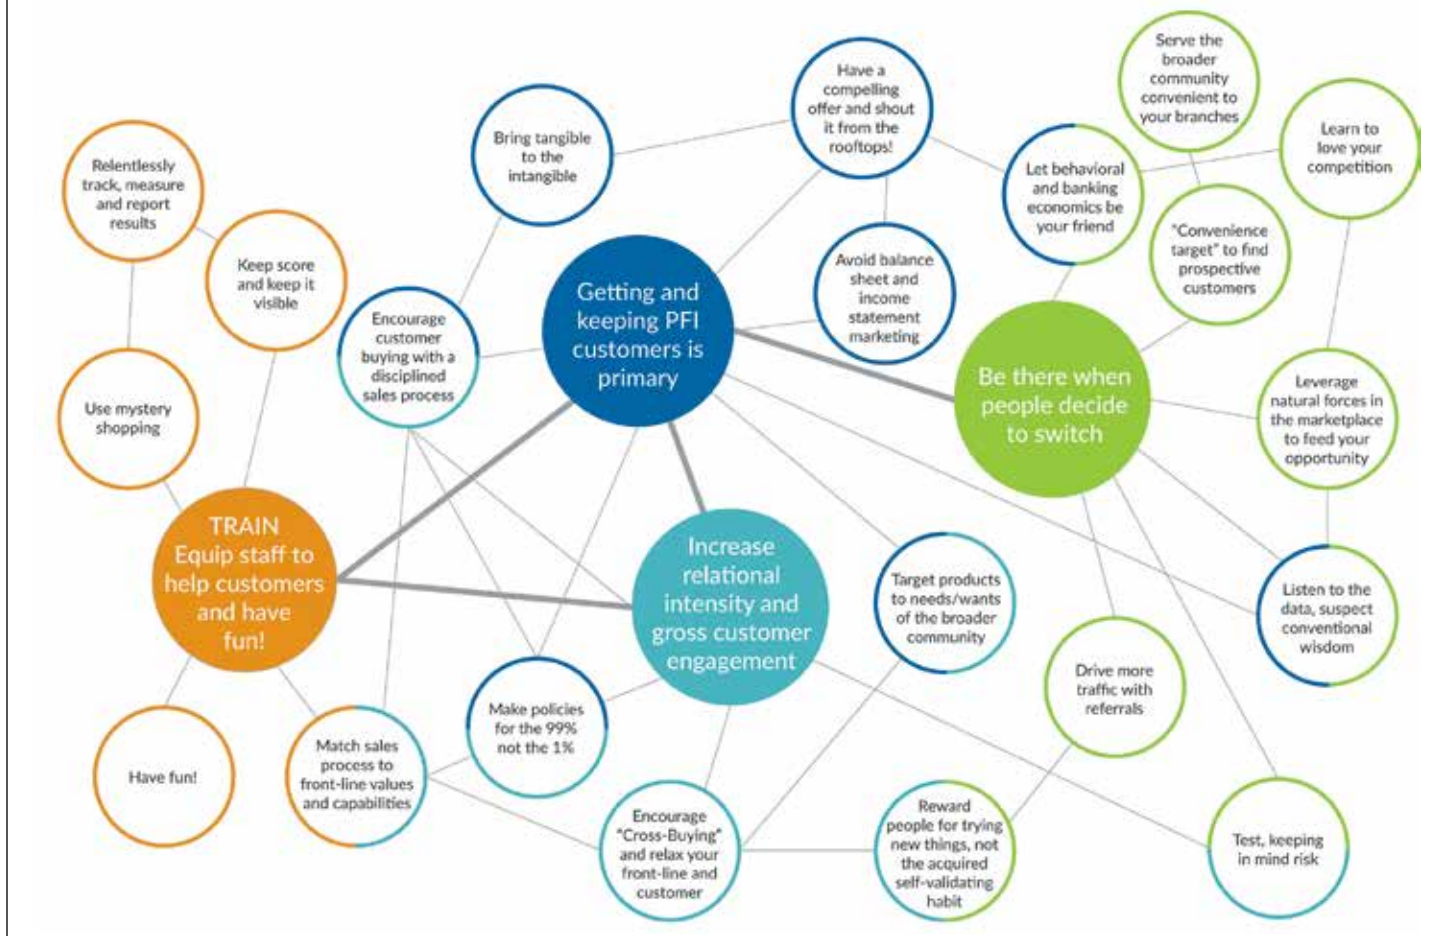 Serve the
broader
community
convenient to
your branches
Have a
compelling
offer and shout
it from the
rooftops!
Learn to
love your
competition
Bring tangible
to the
intangible
Relentlessly
track, measure
and report
results
Let behavioral
and banking
economics be
your friend
"Convenience
target" to find
prospective
customers
Keep score
and keep it
visible
Avoid balance
sheet and
income
statement
marketing
Getting and
keeping PFI
customers is
primary
Encourage
customer
buying with a
disciplined
sales process
Be there when
people decide
to switch
Leverage
natural forces in
the marketplace
to feed your
opportunity
Use mystery
shopping
TRAIN
Equip staff to
help customers
and have
fun!
Increase
relational
intensity and
gross customer
engagement
Target products
to needs/wants
of the broader
community
Listen to the
data, suspect
conventional
wisdom
Drive more
traffic with
referrals
Make policies
for the 99%
not the 1%
Have fun!
Match sales
process to
front-line values
and capabilities
Encourage
"Cross-Buying"
and relax your
front-line and
customer
Reward
people for trying
new things, not
the acquired
self-validating
habit
Test, keeping
in mind risk